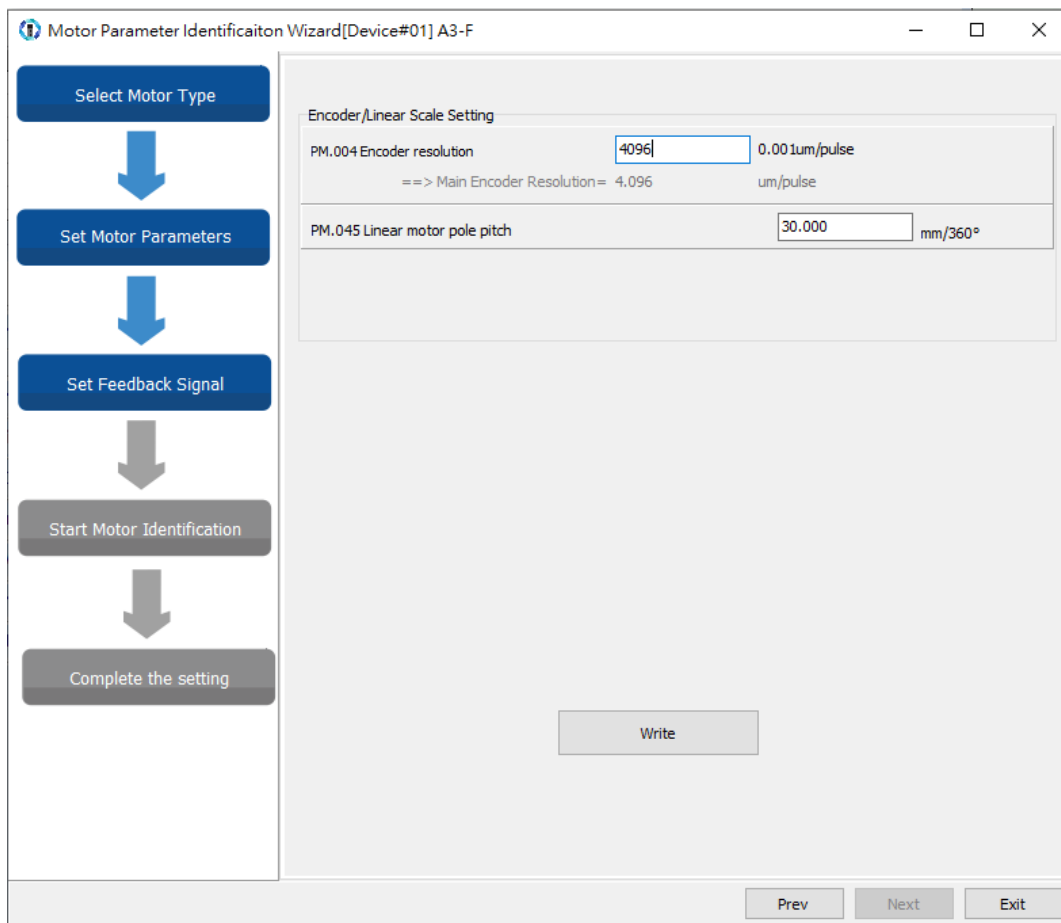 Motor Parameter Identificaiton Wizard[Device#01] A3-F
Select Motor Type
Set Motor Parameters
Set Feedback Signal
Start Motor Identification
Complete the setting
Encoder/Linear Scale Setting
PM.004 Encoder resolution 4096 0.001um/pulse
==> Main Encoder Resolution= 4.096 um/pulse
PM.045 Linear motor pole pitch 30.000 mm/360°
Write
Prev Next Exit